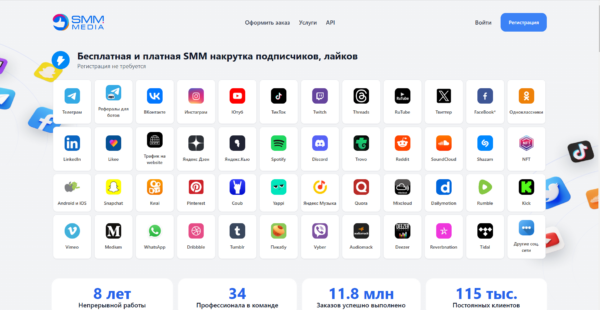 SMM
MEDIA
Оформить заказ
Услуги
API
Войти
Регистрация
Бесплатная и платная SMM накрутка подписчиков, лайков
Регистрация не требуется
Телеграм
Рефералы для
ботов
ВКонтакте
Инстаграм
Ютуб
ТикТок
Twitch
Threads
RuTube
Твиттер
FaceBook*
Одноклассники
LinkedIn
Likee
Трафик на
website
Яндекс.Дзен
Яндекс.Кью
Spotify
Discord
Trovo
Reddit
SoundCloud
Shazam
NFT
Android и iOS
Snapchat
Kwai
Pinterest
Coub
Yappi
Яндекс Музыка
Quora
Mixcloud
Dailymotion
Rumble
Kick
Vimeo
Medium
WhatsApp
Dribbble
Tumblr
Пикабу
Vyber
Audiomack
Deezer
Reverbnation
Tidal
Другие соц.
сети
8 лет
Непрерывной работы
34
Профессионала в команде
11.8 млн
Заказов успешно выполнено
115 тыс.
Постоянных клиентов